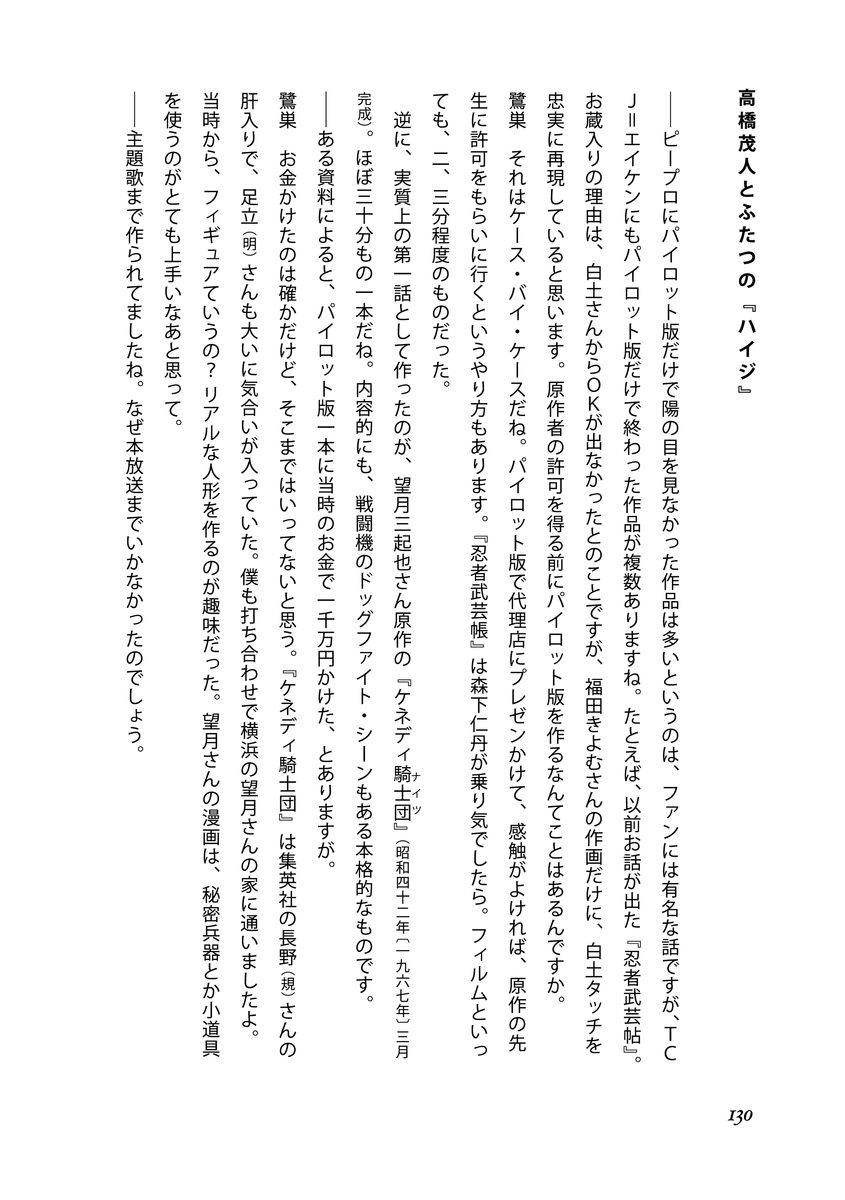 高橋茂人とふたつの『ハイジ』
――ピープロにパイロット版だけで陽の目を見なかった作品は多いというのは、ファンには有名な話ですが、ＴＣ
Ｊ＝エイケンにもパイロット版だけで終わった作品が複数ありますね。たとえば、以前お話が出た『忍者武芸帖』。
お蔵入りの理由は、白土さんからＯＫが出なかったとのことですが、福田きよむさんの作画だけに、白土タッチを
忠実に再現していると思います。原作者の許可を得る前にパイロット版を作るなんてことはあるんですか。
鷺巣　それはケース・バイ・ケースだね。パイロット版で代理店にプレゼンかけて、感触がよければ、原作の先
生に許可をもらいに行くというやり方もあります。『忍者武芸帳』は森下仁丹が乗り気でしたら。フィルムといっ
ても、二、三分程度のものだった。
　逆に、実質上の第一話として作ったのが、望月三起也さん原作の『ケネディ騎士団ナイツ』（昭和四十二年〔一九六七年〕三月
完成）。ほぼ三十分もの一本だね。内容的にも、戦闘機のドッグファイト・シーンもある本格的なものです。
――ある資料によると、パイロット版一本に当時のお金で一千万円かけた、とありますが。
鷺巣　お金かけたのは確かだけど、そこまではいってないと思う。『ケネディ騎士団』は集英社の長野（規）さんの
肝入りで、足立（明）さんも大いに気合いが入っていた。僕も打ち合わせで横浜の望月さんの家に通いましたよ。
当時から、フィギュアていうの？ リアルな人形を作るのが趣味だった。望月さんの漫画は、秘密兵器とか小道具
を使うのがとても上手いなあと思って。
――主題歌まで作られてましたね。なぜ本放送までいかなかったのでしょう。
130